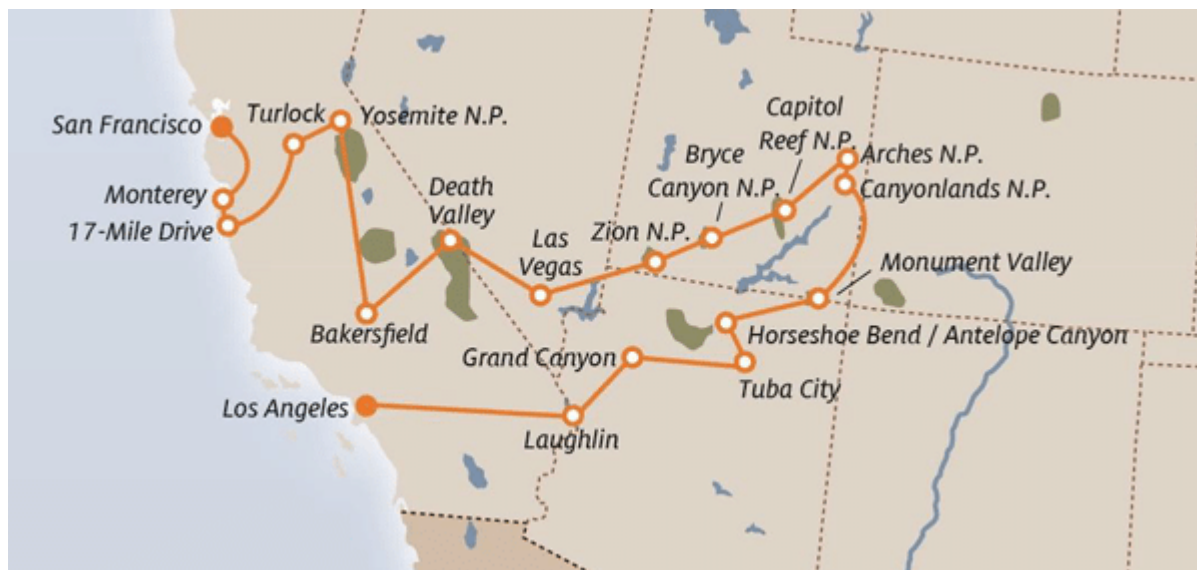 San Francisco
Turlock
Yosemite N.P.
Monterey
17-Mile Drive
Death
Valley
Las
Vegas
Bakersfield
Zion N.P.
Bryce
Canyon N.P.
Capitol
Reef N.P.
Arches N.P.
Canyonlands N.P.
Monument Valley
Horseshoe Bend / Antelope Canyon
Tuba City
Grand Canyon
Laughlin
Los Angeles